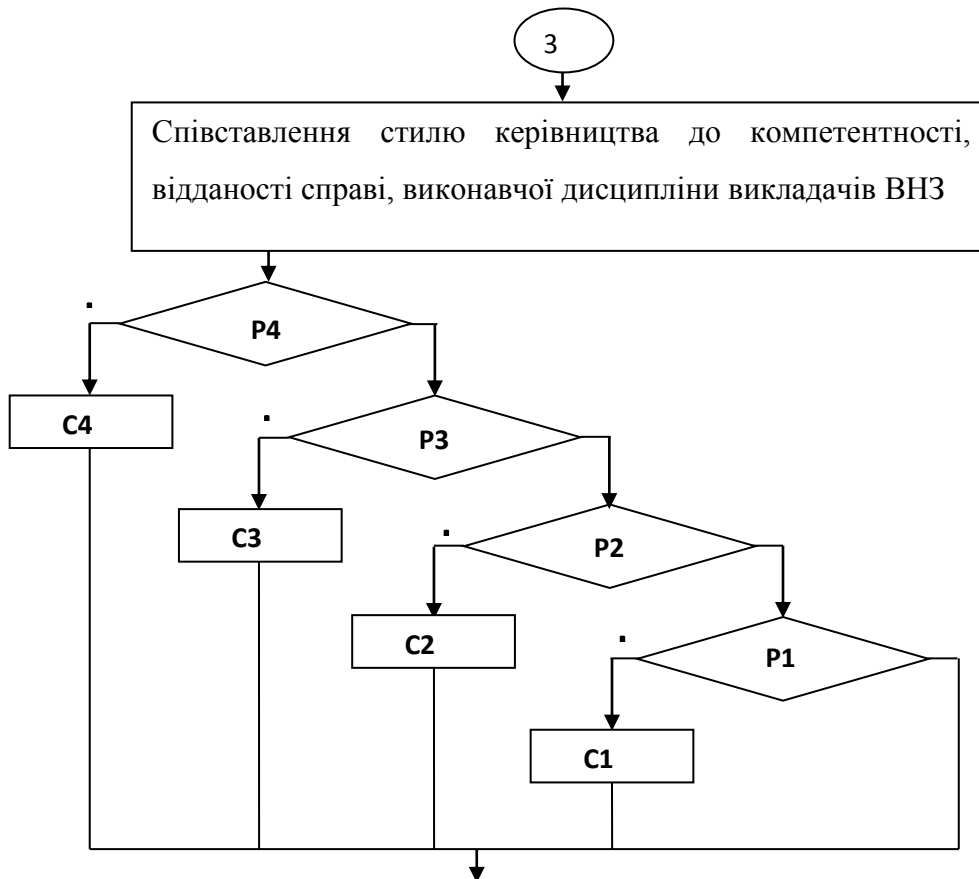 3
Співставлення стилю керівництва до компетентності,
відданості справі, виконавчої дисципліни викладачів ВНЗ
P4
C4
P3
C3
P2
C2
P1
C1